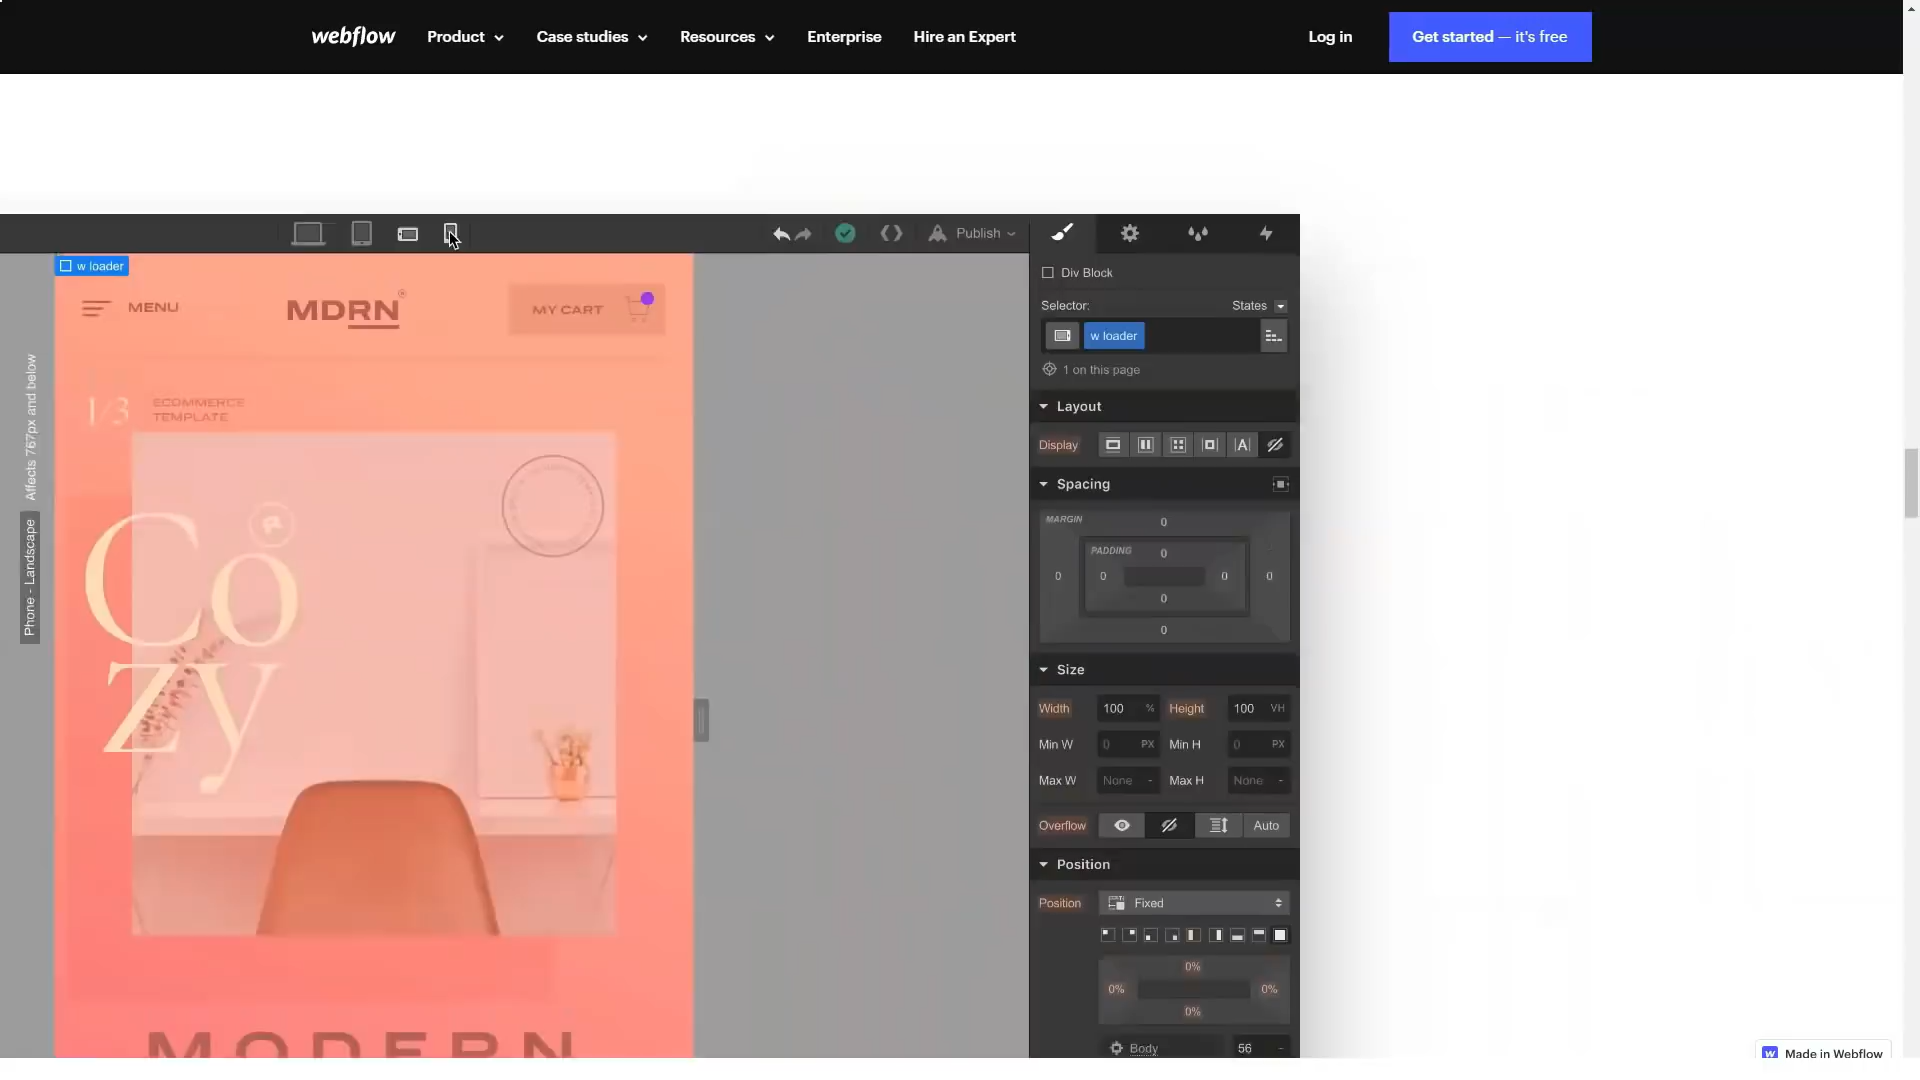 webflow
Product
Case studies
Resources
Enterprise
Hire an Expert
Log in
Get started — it's free
Publish
w loader
MENU
MDRN®
MY CART
1/3
ECOMMERCE
TEMPLATE
Affects 767px and below
Phone - Landscape
Co
zy
MODERN
Div Block
Selector:
States
w loader
1 on this page
Layout
Display
Spacing
MARGIN
0
PADDING
0
0
0
0
0
0
0
Size
Width
100
%
Height
100
VH
Min W
0
PX
Min H
0
PX
Max W
None
-
Max H
None
-
Overflow
Auto
Position
Position
Fixed
0%
0%
0%
0%
Body
56
-
Made in Webflow